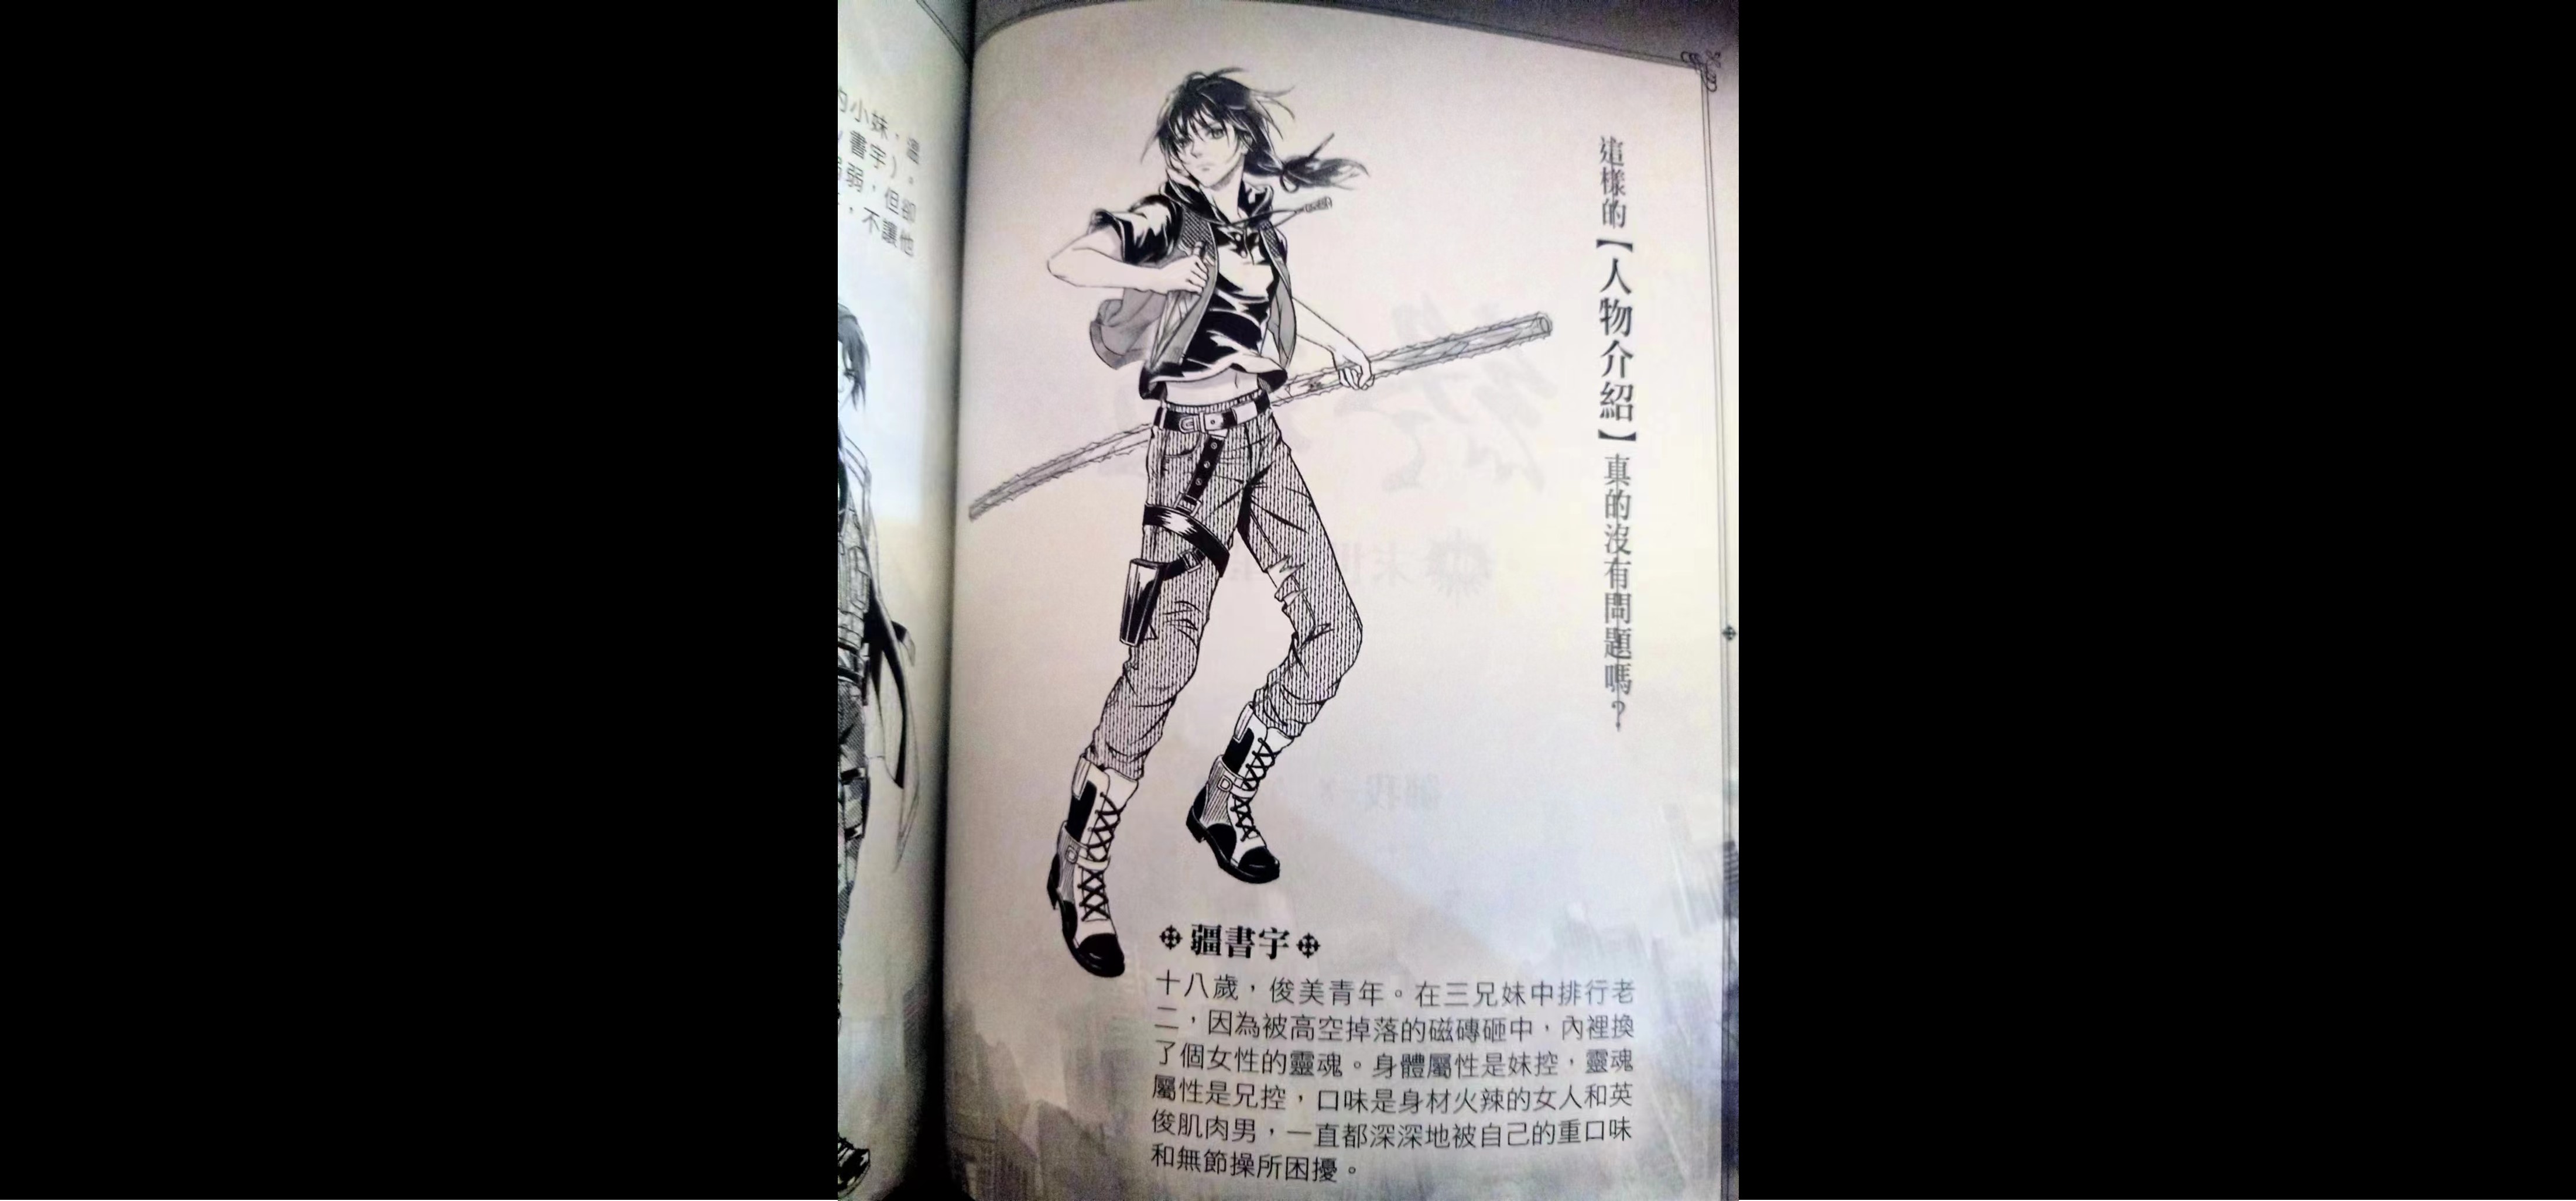 這樣的【人物介紹】真的沒有問題嗎？
疆書宇
十八歲，俊美青年。在三兄妹中排行老
二，因為被高空掉落的磁磚砸中，內裡換
了個女性的靈魂。身體屬性是妹控，靈魂
屬性是兄控，口味是身材火辣的女人和英
俊肌肉男，一直都深深地被自己的重口味
和無節操所困擾。
的小妹，溫
書宇）。
弱，但卻
，不讓他